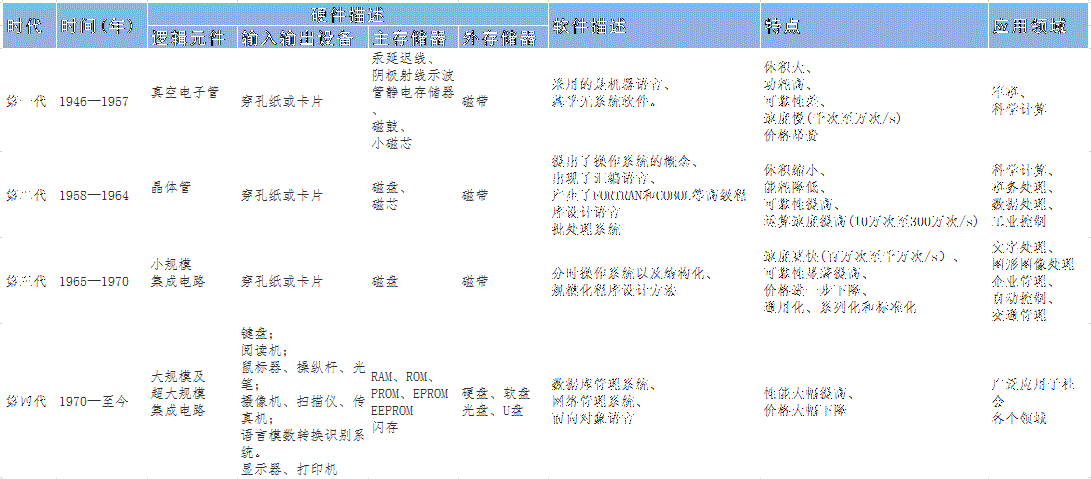 时代 时间(年) 硬件描述 软件描述 特点 应用领域
逻辑元件 输入输出设备 主存储器 外存储器
第一代 1946—1957 真空电子管 穿孔纸或卡片
汞延迟线、
阴极射线示波
管静电存储器
、
磁鼓、
小磁芯
磁带
采用的是机器语言、
甚至无系统软件。
体积大、
功耗高、
可靠性差、
速度慢(千次至万次/s)
价格昂贵
军事、
科学计算
第二代 1958—1964 晶体管 穿孔纸或卡片
磁盘、
磁芯
磁带
提出了操作系统的概念、
出现了汇编语言、
产生了FORTRAN和COBOL等高级程
序设计语言
批处理系统
体积缩小、
能耗降低、
可靠性提高、
运算速度提高(10万次至300万次/s)
科学计算、
事务处理、
数据处理、
工业控制
第三代 1965—1970
小规模
集成电路
穿孔纸或卡片 磁盘 磁带
分时操作系统以及结构化、
规模化程序设计方法
速度更快(百万次至千万次/s)、
可靠性显著提高、
价格进一步下降、
通用化、系列化和标准化
文字处理、
图形图像处理
企业管理、
自动控制、
交通管理
第四代 1970—至今
大规模及
超大规模
集成电路
键盘;
阅读机;
鼠标器、操纵杆、光
笔;
摄像机、扫描仪、传
真机;
语言模数转换识别系
统。
显示器、打印机
RAM、ROM、
PROM、EPROM
EEPROM
闪存
硬盘、软盘
光盘、U盘
数据库管理系统、
网络管理系统、
面向对象语言
性能大幅提高、
价格大幅下降
广泛应用于社
会
各个领域